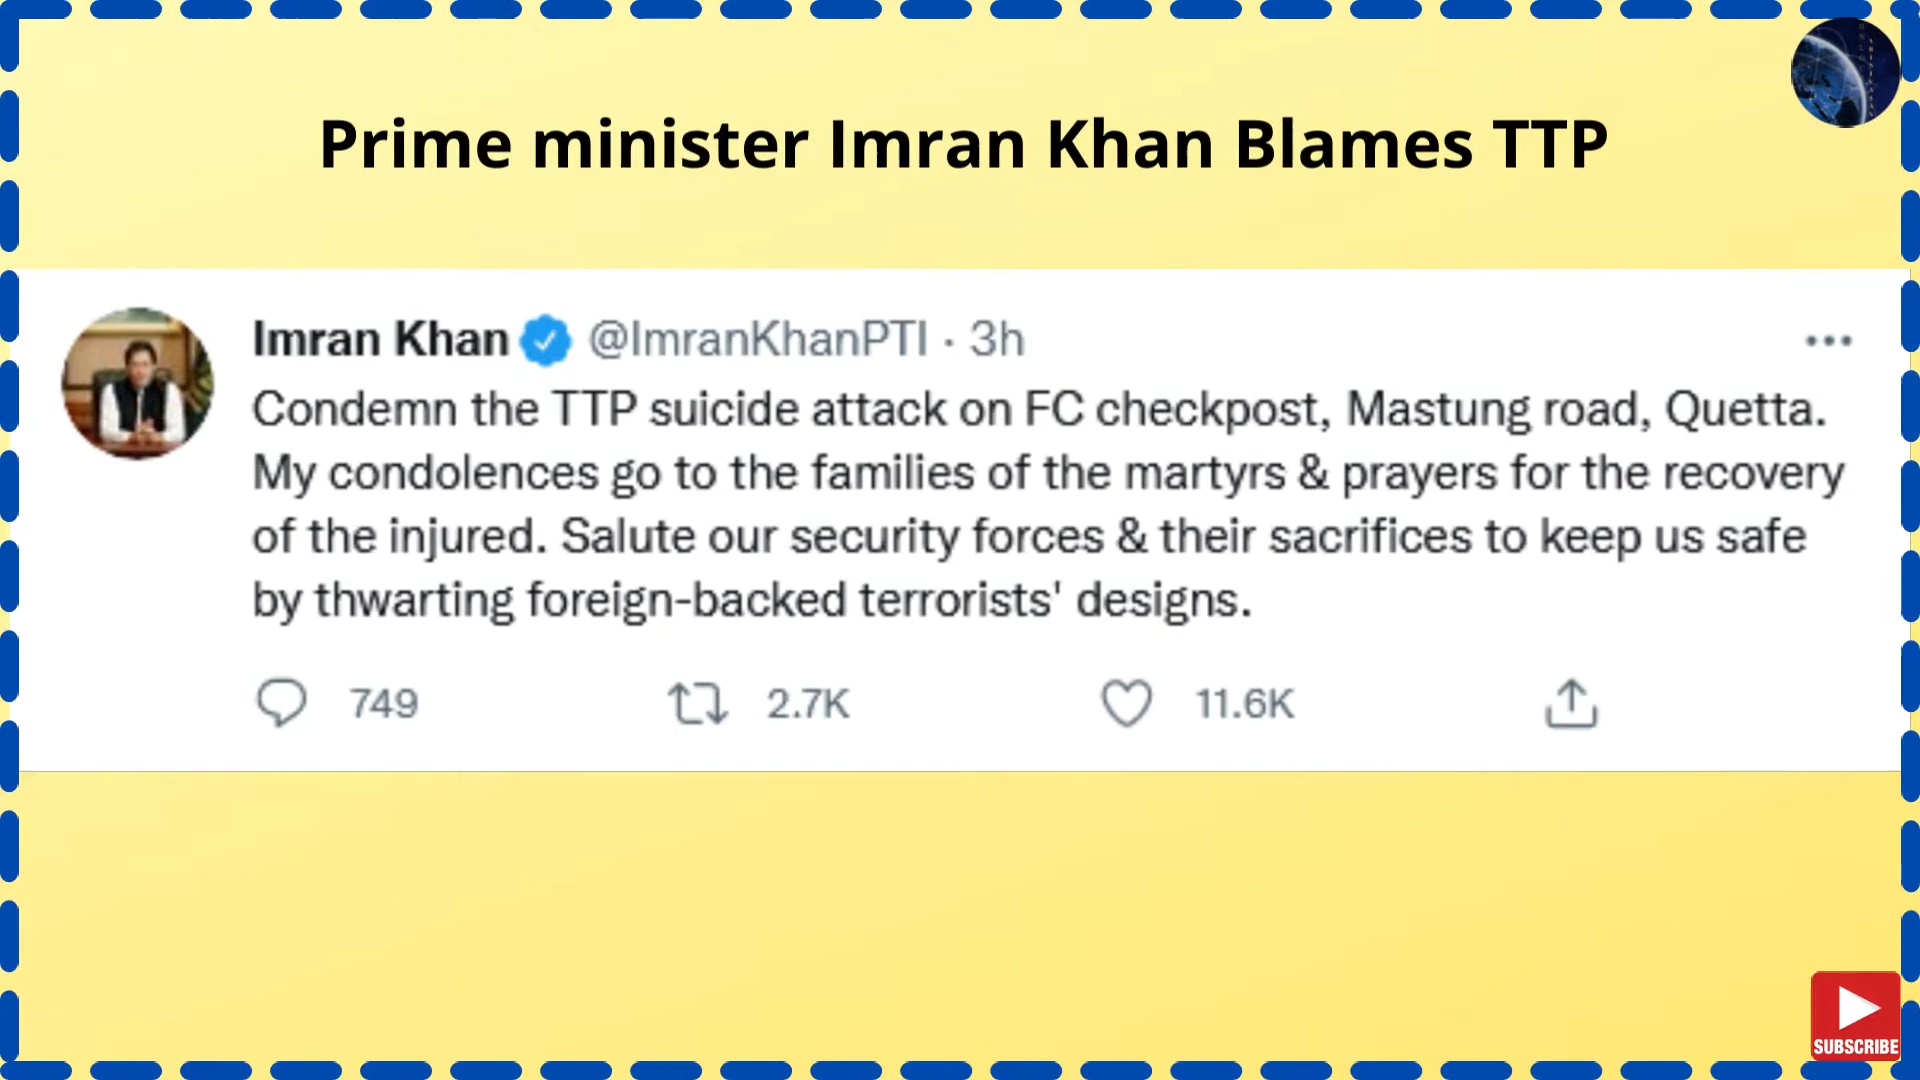 Prime minister Imran Khan Blames TTP
Imran Khan @ImranKhanPTI · 3h
Condemn the TTP suicide attack on FC checkpost, Mastung road, Quetta.
My condolences go to the families of the martyrs & prayers for the recovery
of the injured. Salute our security forces & their sacrifices to keep us safe
by thwarting foreign-backed terrorists' designs.
749 2.7K 11.6K
SUBSCRIBE